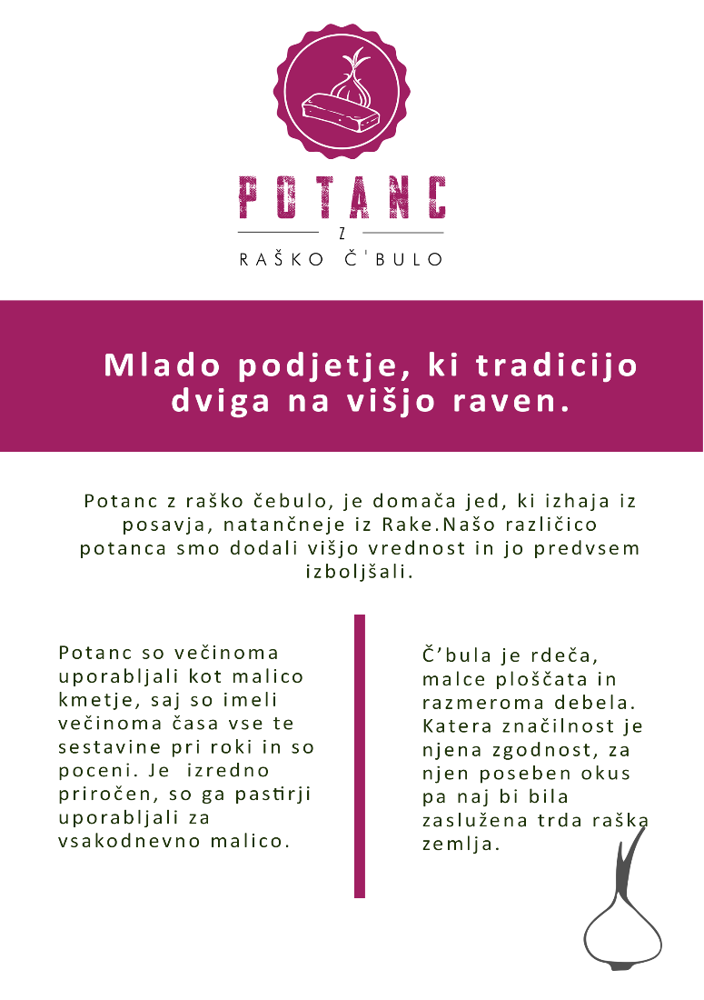 POTANC
Z
RAŠKO Č'BULO
Mlado podjetje, ki tradicijo
dviga na višjo raven.
Potanc z raško čebulo, je domača jed, ki izhaja iz
posavja, natančneje iz Rake.Našo različico
potanca smo dodali višjo vrednost in jo predvsem
izboljšali.
Potanc so večinoma
uporabljali kot malico
kmetje, saj so imeli
večinoma časa vse te
sestavine pri roki in so
poceni. Je  izredno
priročen, so ga pastirji
uporabljali za
vsakodnevno malico.
Č’bula je rdeča,
malce ploščata in
razmeroma debela.
Katera značilnost je
njena zgodnost, za
njen poseben okus
pa naj bi bila
zaslužena trda raška
zemlja.